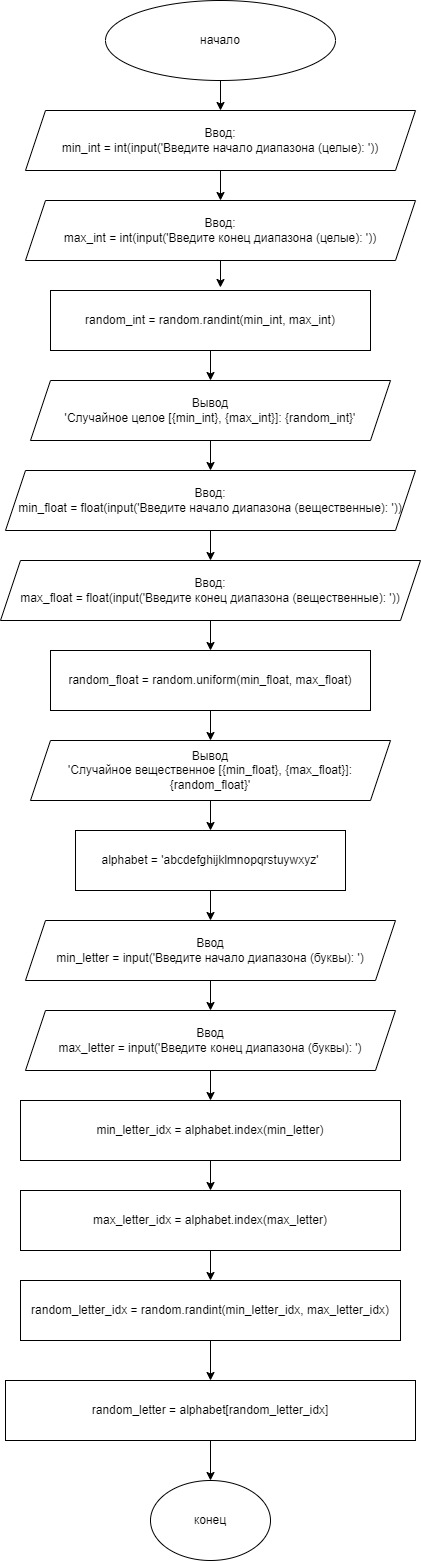 начало
Ввод:
min_int = int(input('Введите начало диапазона (целые): '))
Ввод:
max_int = int(input('Введите конец диапазона (целые): '))
random_int = random.randint(min_int, max_int)
Вывод
'Случайное целое [{min_int}, {max_int}]: {random_int}'
Ввод:
min_float = float(input('Введите начало диапазона (вещественные): '))
Ввод:
max_float = float(input('Введите конец диапазона (вещественные): '))
random_float = random.uniform(min_float, max_float)
Вывод
'Случайное вещественное [{min_float}, {max_float}]:
{random_float}'
alphabet = 'abcdefghijklmnopqrstuywxyz'
Ввод
min_letter = input('Введите начало диапазона (буквы): ')
Ввод
max_letter = input('Введите конец диапазона (буквы): ')
min_letter_idx = alphabet.index(min_letter)
max_letter_idx = alphabet.index(max_letter)
random_letter_idx = random.randint(min_letter_idx, max_letter_idx)
random_letter = alphabet[random_letter_idx]
конец